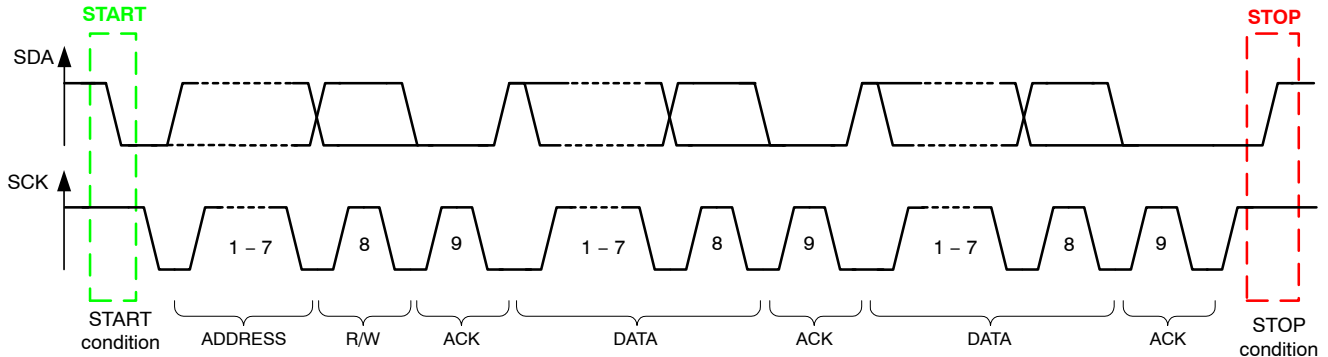 START
STOP
SDA
SCK
1 – 7
8
9
1 – 7
8
9
1 – 7
8
9
START
condition
ADDRESS
R/W
ACK
DATA
ACK
DATA
ACK
STOP
condition